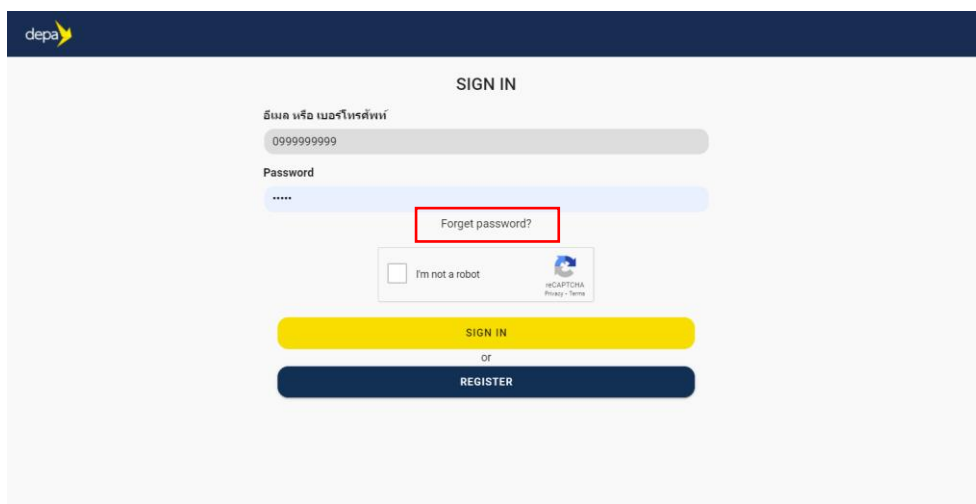 depa
SIGN IN
อีเมล หรือ เบอร์โทรศัพท์
0999999999
Password
•••••
Forget password?
I'm not a robot
reCAPTCHA
Privacy - Terms
SIGN IN
or
REGISTER